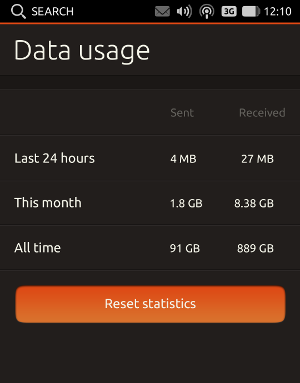 SEARCH 3G 12:10
Data usage
Sent Received
Last 24 hours 4 MB 27 MB
This month 1.8 GB 8.38 GB
All time 91 GB 889 GB
Reset statistics